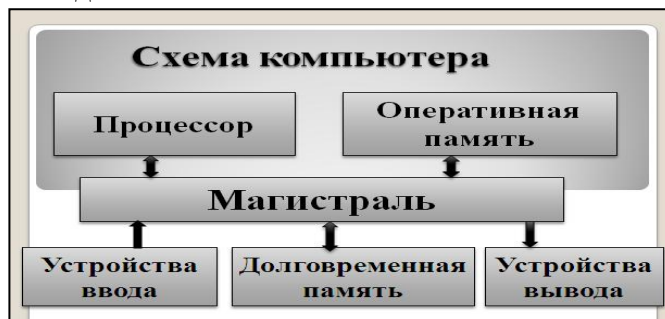 Схема компьютера
Процессор
Оперативная
память
Магистраль
Устройства
ввода
Долговременная
память
Устройства
вывода